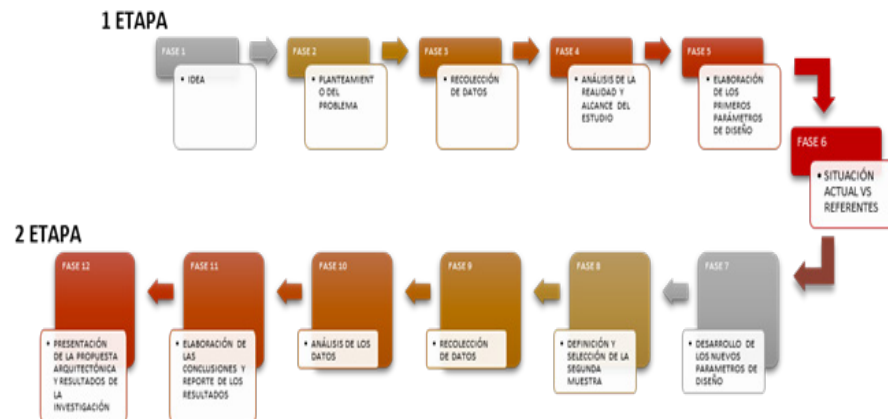 1 ETAPA
FASE 1
• IDEA
FASE 2
• PLANTEAMIENT
O DEL
PROBLEMA
FASE 3
• RECOLECCIÓN
DE DATOS
FASE 4
• ANÁLISIS DE LA
REALIDAD Y
ALCANCE DEL
ESTUDIO
FASE 5
• ELABORACIÓN
DE LOS
PRIMEROS
PARÁMETROS
DE DISEÑO
FASE 6
• SITUACIÓN
ACTUAL VS
REFERENTES
2 ETAPA
FASE 12
• PRESENTACIÓN
DE LA PROPUESTA
ARQUITECTÓNICA
Y RESULTADOS DE
LA
INVESTIGACIÓN
FASE 11
• ELABORACIÓN DE
LAS
CONCLUSIONES Y
REPORTE DE LOS
RESULTADOS
FASE 10
• ANÁLISIS DE LOS
DATOS
FASE 9
• RECOLECCIÓN
DE DATOS
FASE 8
• DEFINICIÓN Y
SELECCIÓN DE LA
SEGUNDA
MUESTRA
FASE 7
• DESARROLLO DE
LOS NUEVOS
PARAMETROS DE
DISEÑO